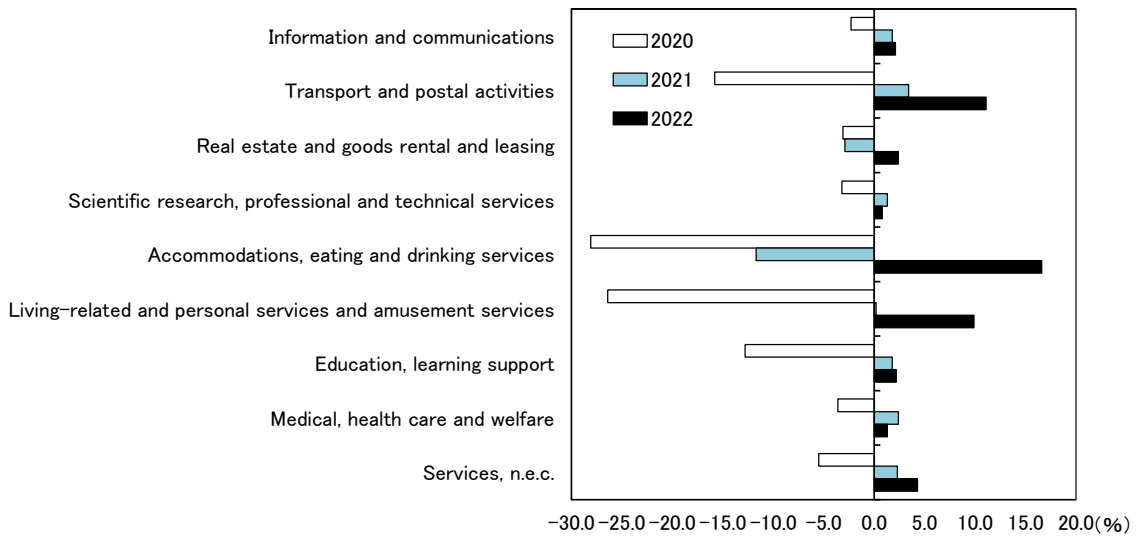 Information and communications
Transport and postal activities
Real estate and goods rental and leasing
Scientific research, professional and technical services
Accommodations, eating and drinking services
Living-related and personal services and amusement services
Education, learning support
Medical, health care and welfare
Services, n.e.c.
2020
2021
2022
-30.0 -25.0 -20.0 -15.0 -10.0 -5.0 0.0 5.0 10.0 15.0 20.0 (%)